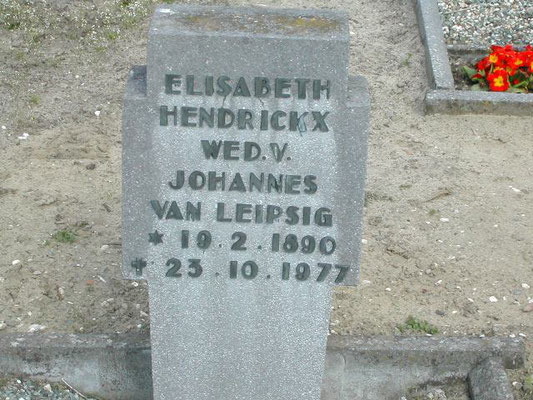 ELISABETH
HENDRICKX
WED.V.
JOHANNES
VAN LEIPSIG
* 19.2.1890
✝ 23.10.1977